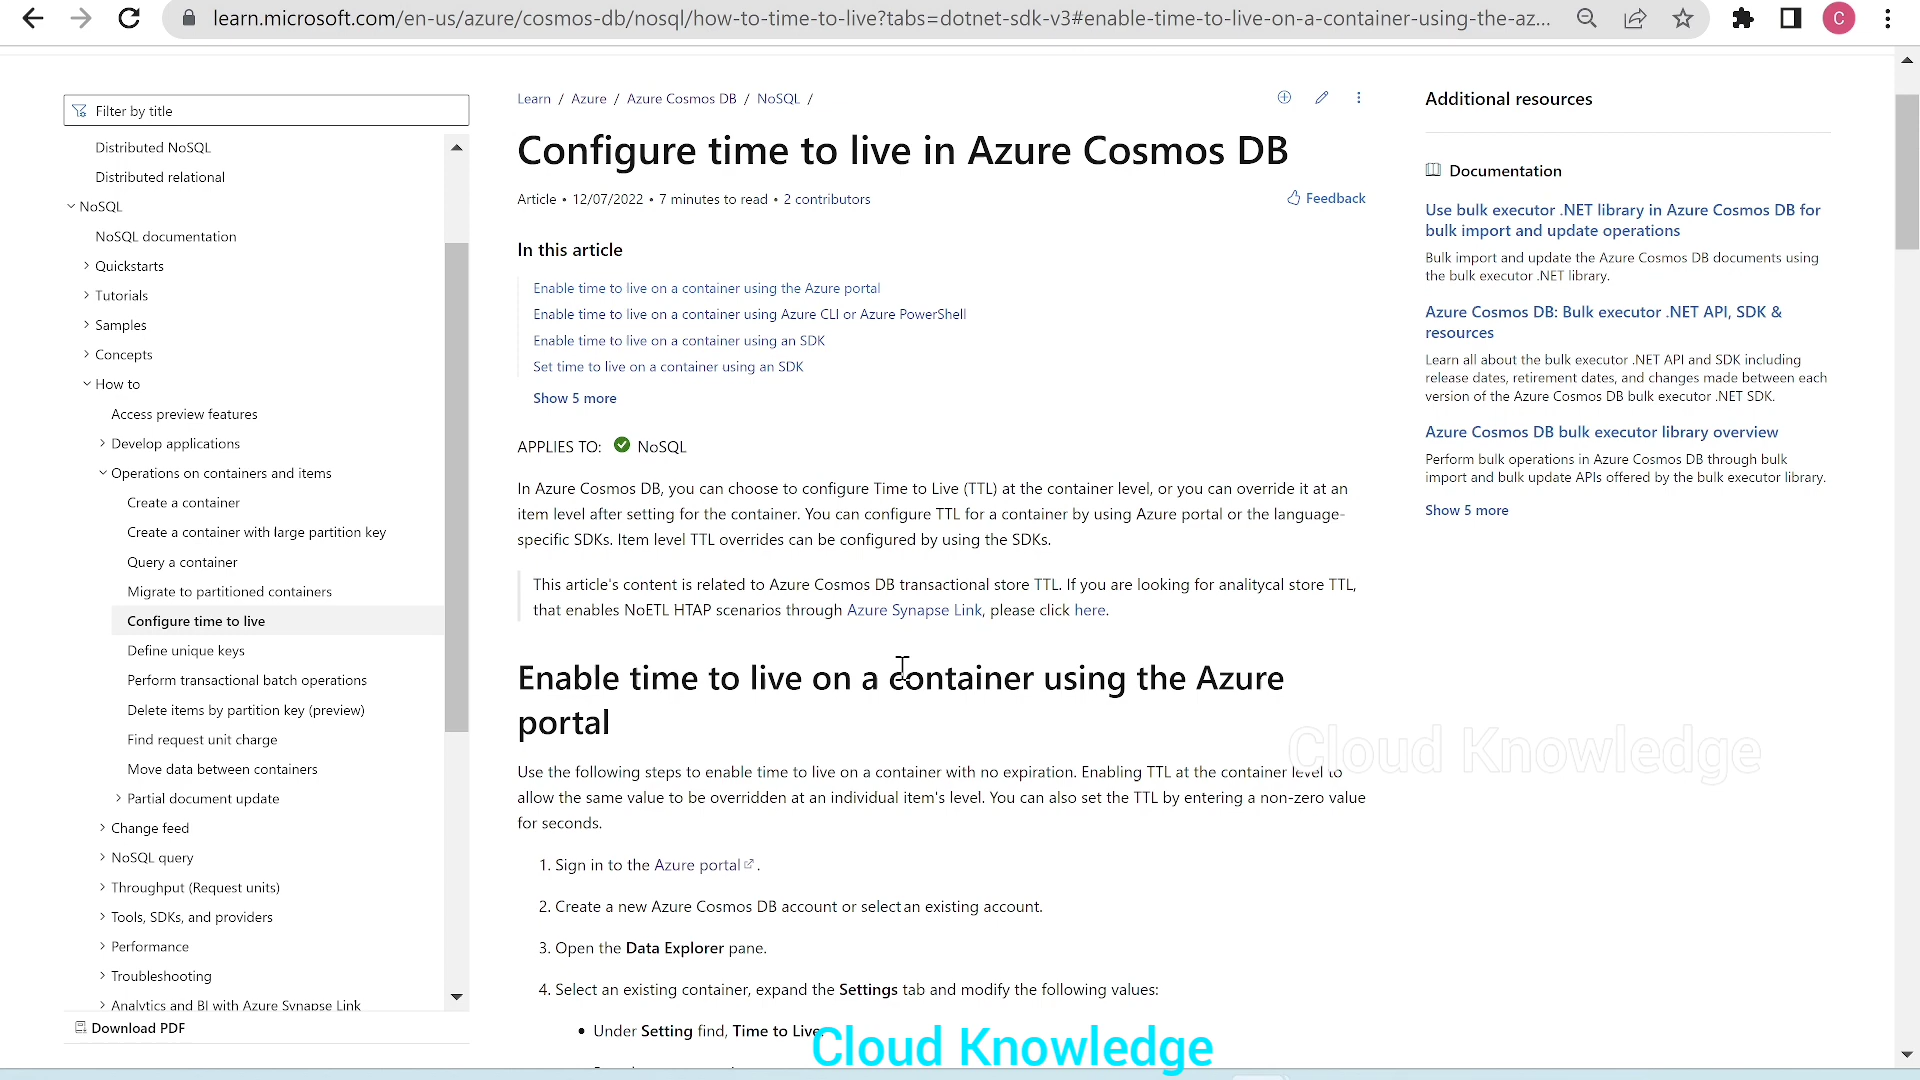 learn.microsoft.com/en-us/azure/cosmos-db/nosql/how-to-time-to-live?tabs=dotnet-sdk-v3#enable-time-to-live-on-a-container-using-the-az...
C
Filter by title
Distributed NoSQL
Distributed relational
NoSQL
NoSQL documentation
Quickstarts
Tutorials
Samples
Concepts
How to
Access preview features
Develop applications
Operations on containers and items
Create a container
Create a container with large partition key
Query a container
Migrate to partitioned containers
Configure time to live
Define unique keys
Perform transactional batch operations
Delete items by partition key (preview)
Find request unit charge
Move data between containers
Partial document update
Change feed
NoSQL query
Throughput (Request units)
Tools, SDKs, and providers
Performance
Troubleshooting
Analytics and BI with Azure Synapse Link
Download PDF
Learn / Azure / Azure Cosmos DB / NoSQL /
Configure time to live in Azure Cosmos DB
Article • 12/07/2022 • 7 minutes to read • 2 contributors
Feedback
In this article
Enable time to live on a container using the Azure portal
Enable time to live on a container using Azure CLI or Azure PowerShell
Enable time to live on a container using an SDK
Set time to live on a container using an SDK
Show 5 more
APPLIES TO: NoSQL
In Azure Cosmos DB, you can choose to configure Time to Live (TTL) at the container level, or you can override it at an
item level after setting for the container. You can configure TTL for a container by using Azure portal or the language-
specific SDKs. Item level TTL overrides can be configured by using the SDKs.
This article's content is related to Azure Cosmos DB transactional store TTL. If you are looking for analitycal store TTL,
that enables NoETL HTAP scenarios through Azure Synapse Link, please click here.
Enable time to live on a container using the Azure
portal
Use the following steps to enable time to live on a container with no expiration. Enabling TTL at the container level to
allow the same value to be overridden at an individual item's level. You can also set the TTL by entering a non-zero value
for seconds.
1. Sign in to the Azure portal.
2. Create a new Azure Cosmos DB account or select an existing account.
3. Open the Data Explorer pane.
4. Select an existing container, expand the Settings tab and modify the following values:
• Under Setting find, Time to Live.
Additional resources
Documentation
Use bulk executor .NET library in Azure Cosmos DB for
bulk import and update operations
Bulk import and update the Azure Cosmos DB documents using
the bulk executor .NET library.
Azure Cosmos DB: Bulk executor .NET API, SDK &
resources
Learn all about the bulk executor .NET API and SDK including
release dates, retirement dates, and changes made between each
version of the Azure Cosmos DB bulk executor .NET SDK.
Azure Cosmos DB bulk executor library overview
Perform bulk operations in Azure Cosmos DB through bulk
import and bulk update APIs offered by the bulk executor library.
Show 5 more
Cloud Knowledge
Cloud Knowledge